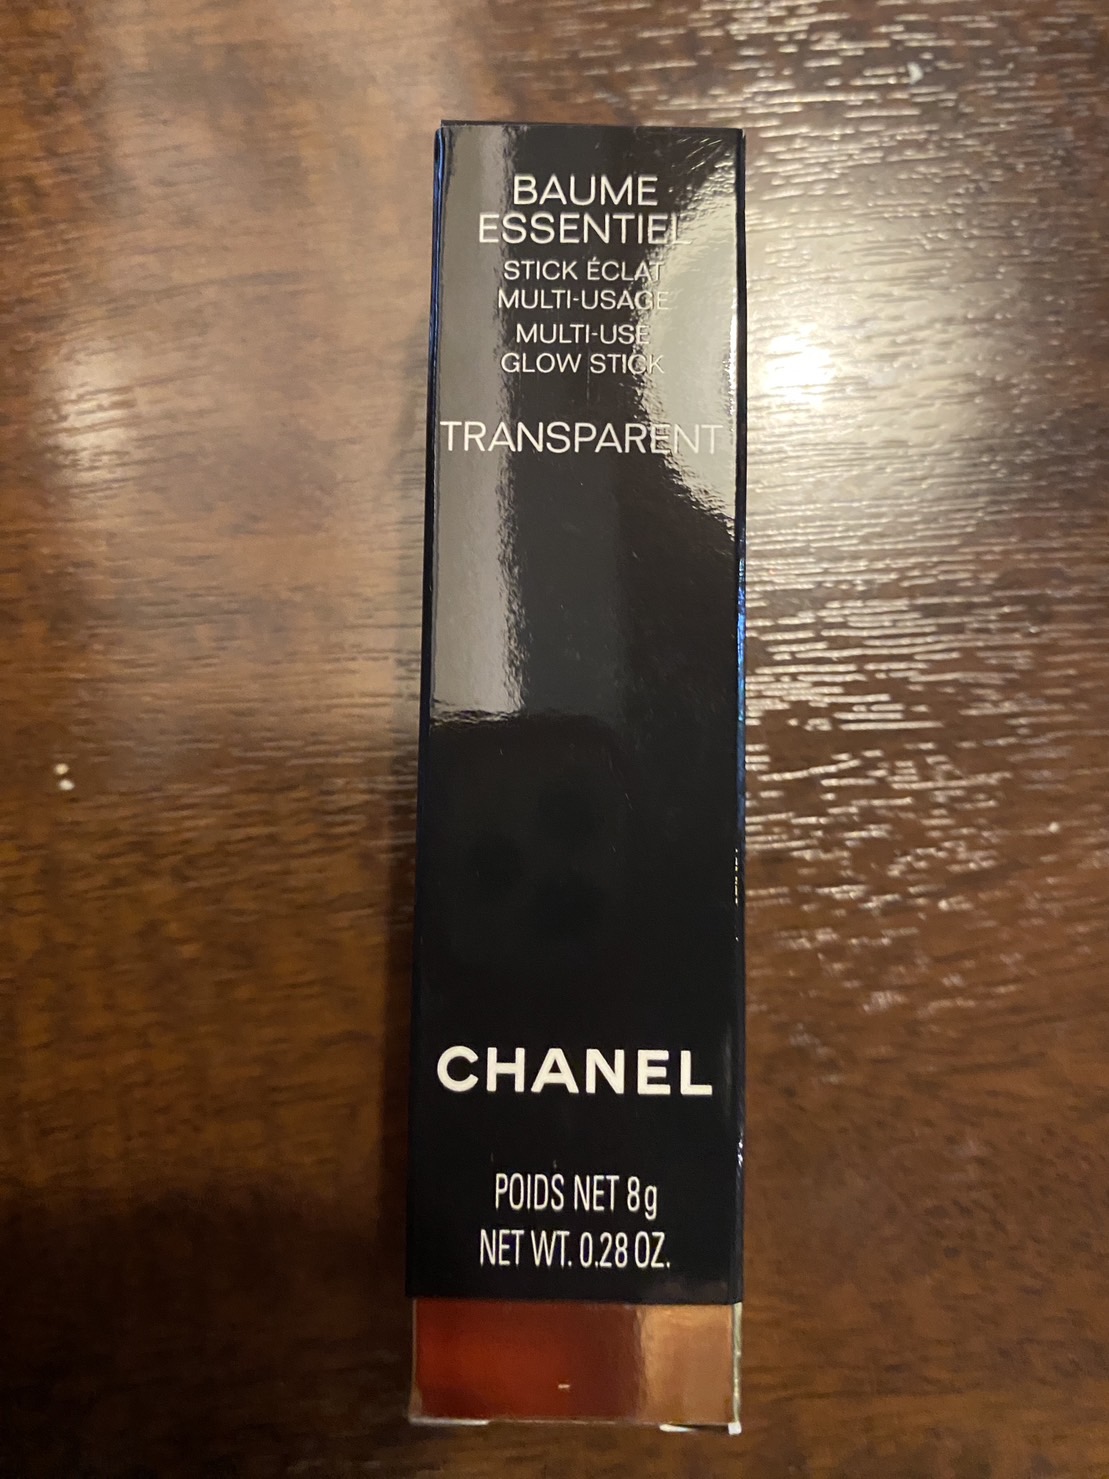 BAUME
ESSENTIEL
STICK ÉCLAT
MULTI-USAGE
MULTI-USE
GLOW STICK
TRANSPARENT
CHANEL
POIDS NET 8g
NET WT. 0.28 OZ.